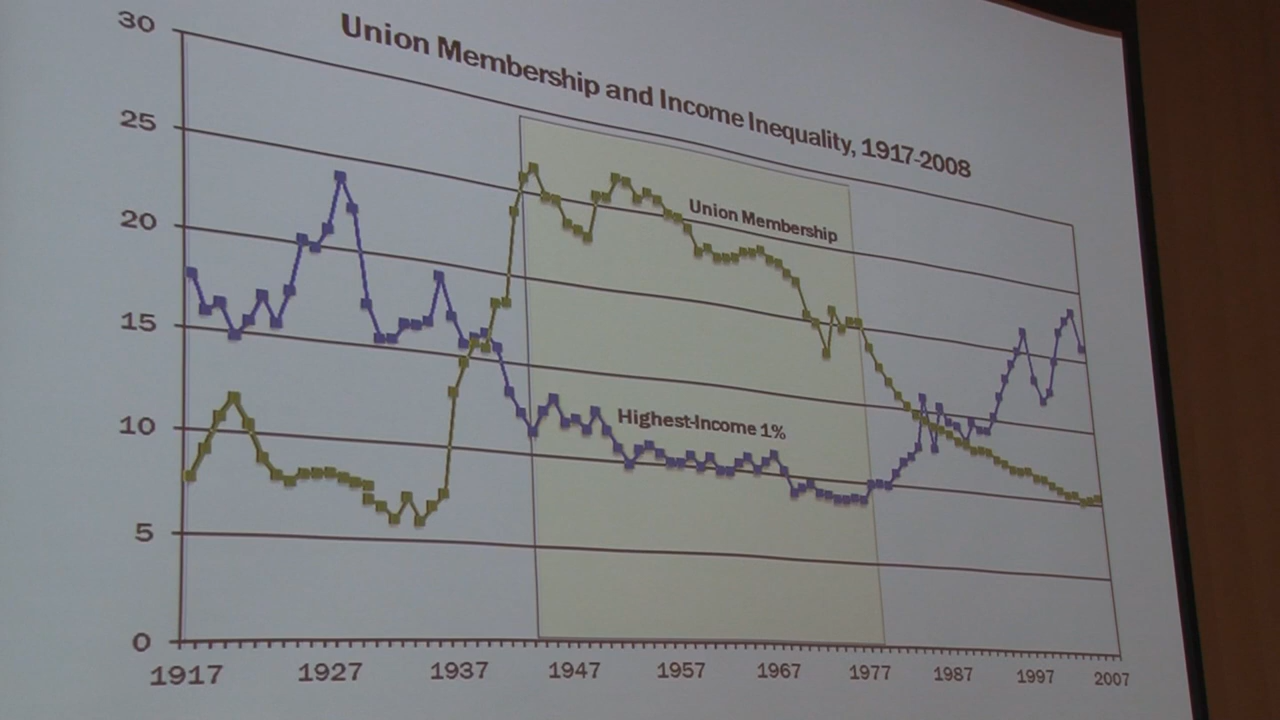 Union Membership and Income Inequality, 1917-2008
30
25
20
15
10
5
0
Union Membership
Highest-Income 1%
1917 1927 1937 1947 1957 1967 1977 1987 1997 2007